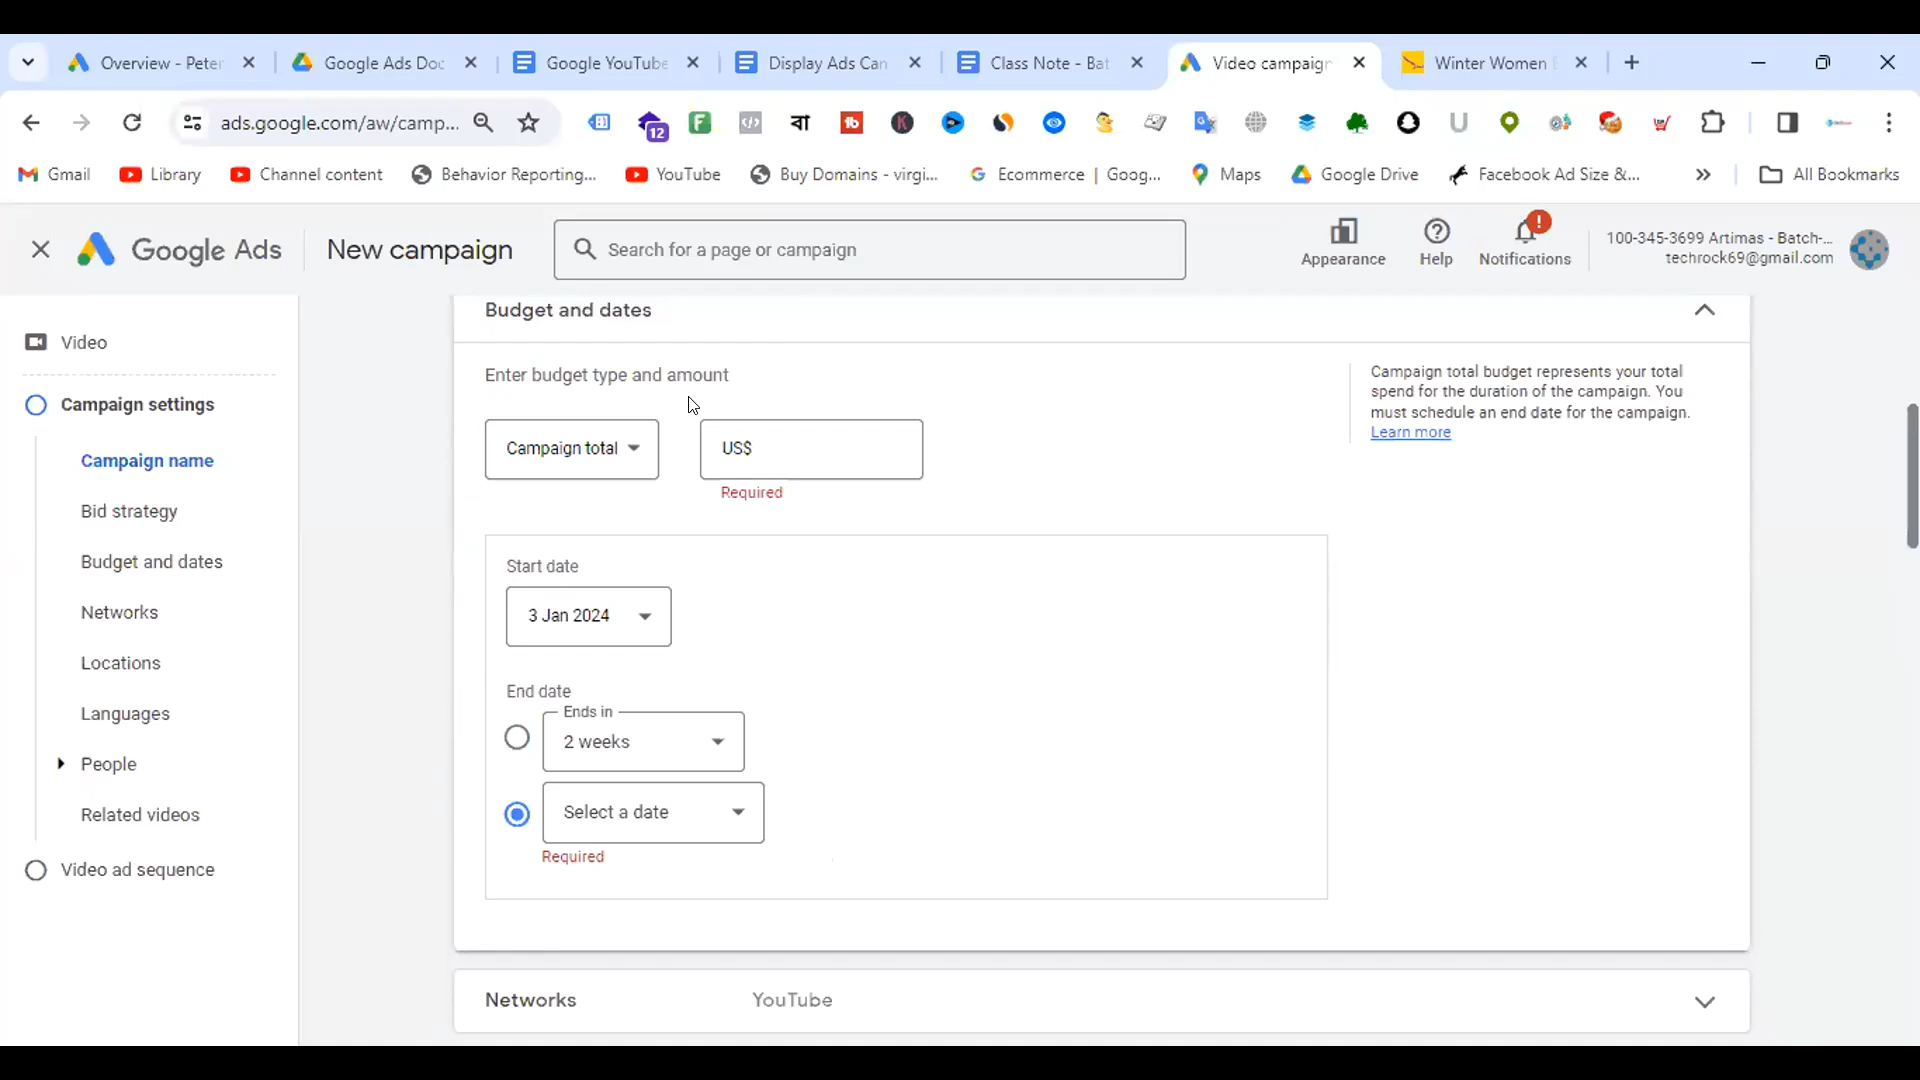 Overview - Peter
Google Ads Doc
Google YouTube
Display Ads Can
Class Note - Bat
Video campaign
Winter Women E
ads.google.com/aw/camp...
12
F
বা
K
U
Gmail
Library
Channel content
Behavior Reporting...
YouTube
Buy Domains - virgi...
Ecommerce | Goog...
Maps
Google Drive
Facebook Ad Size &...
All Bookmarks
Google Ads
New campaign
Search for a page or campaign
Appearance
Help
Notifications
100-345-3699 Artimas - Batch-...
techrock69@gmail.com
Video
Campaign settings
Campaign name
Bid strategy
Budget and dates
Networks
Locations
Languages
People
Related videos
Video ad sequence
Budget and dates
Enter budget type and amount
Campaign total
US$
Required
Campaign total budget represents your total
spend for the duration of the campaign. You
must schedule an end date for the campaign.
Learn more
Start date
3 Jan 2024
End date
Ends in
2 weeks
Select a date
Required
Networks
YouTube